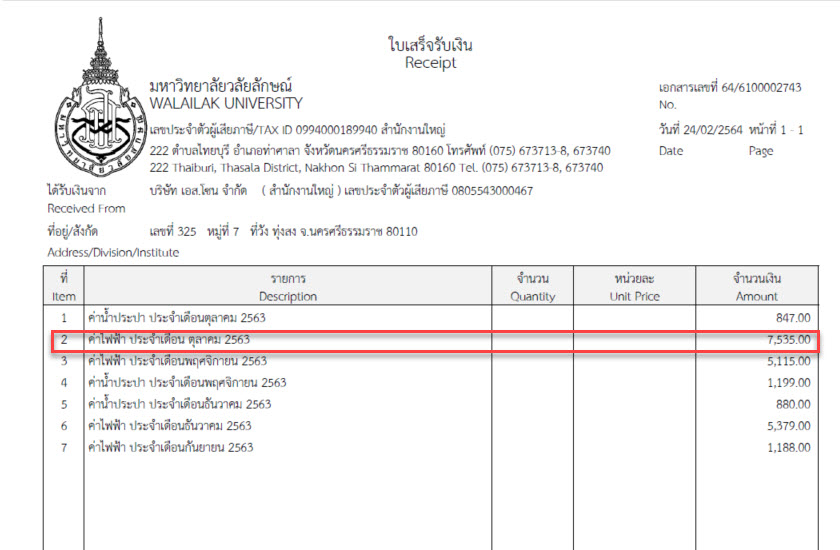 ใบเสร็จรับเงิน
Receipt
มหาวิทยาลัยวลัยลักษณ์
WALAILAK UNIVERSITY
เอกสารเลขที่ 64/6100002743
No.
เลขประจำตัวผู้เสียภาษี/TAX ID 0994000189940 สำนักงานใหญ่
วันที่ 24/02/2564 หน้าที่ 1 - 1
222 ตำบลไทยบุรี อำเภอท่าศาลา จังหวัดนครศรีธรรมราช 80160 โทรศัพท์ (075) 673713-8, 673740
Date Page
222 Thaiburi, Thasala District, Nakhon Si Thammarat 80160 Tel. (075) 673713-8, 673740
ได้รับเงินจาก บริษัท เอส.โซน จำกัด ( สำนักงานใหญ่ ) เลขประจำตัวผู้เสียภาษี 0805543000467
Received From
ที่อยู่/สังกัด เลขที่ 325 หมู่ที่ 7 ที่วัง ทุ่งสง จ.นครศรีธรรมราช 80110
Address/Division/Institute
ที่ รายการ จำนวน หน่วยละ จำนวนเงิน
Item Description Quantity Unit Price Amount
1 ค่าน้ำประปา ประจำเดือนตุลาคม 2563 847.00
2 ค่าไฟฟ้า ประจำเดือน ตุลาคม 2563 7,535.00
3 ค่าไฟฟ้า ประจำเดือนพฤศจิกายน 2563 5,115.00
4 ค่าน้ำประปา ประจำเดือนพฤศจิกายน 2563 1,199.00
5 ค่าน้ำประปา ประจำเดือนธันวาคม 2563 880.00
6 ค่าไฟฟ้า ประจำเดือนธันวาคม 2563 5,379.00
7 ค่าไฟฟ้า ประจำเดือนกันยายน 2563 1,188.00